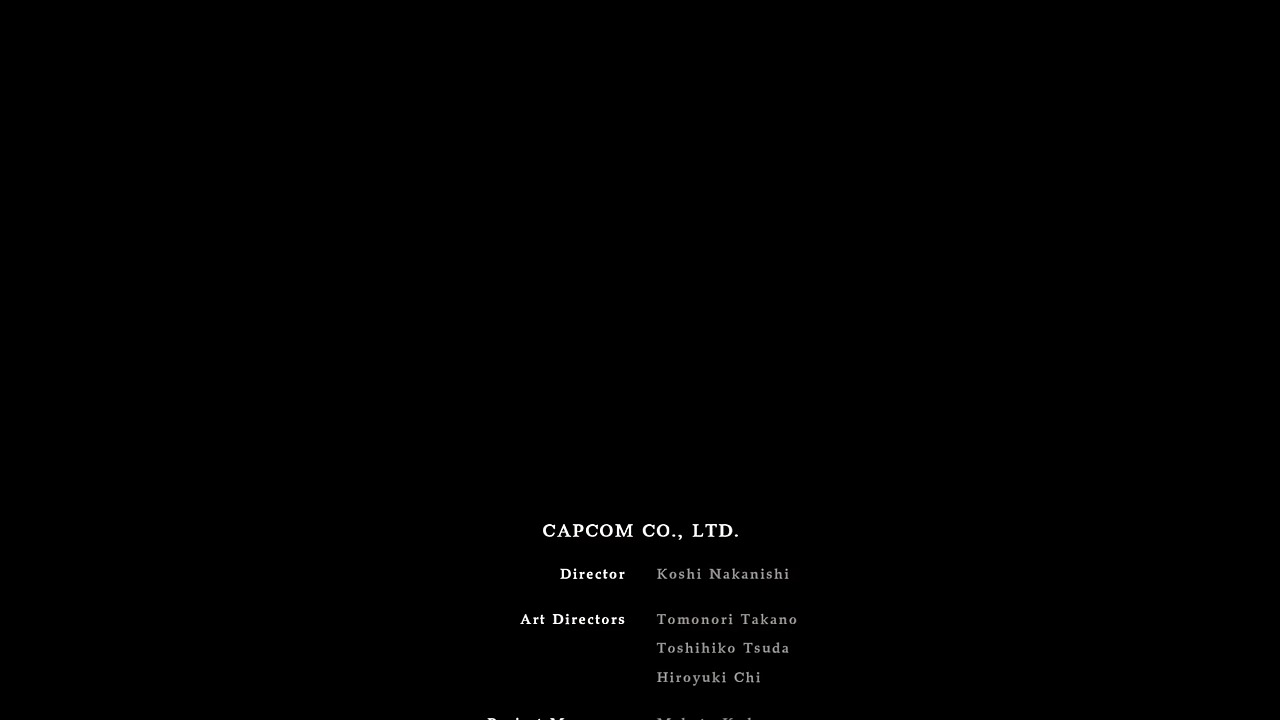 CAPCOM CO., LTD.
Director Koshi Nakanishi
Art Directors Tomonori Takano
Toshihiko Tsuda
Hiroyuki Chi